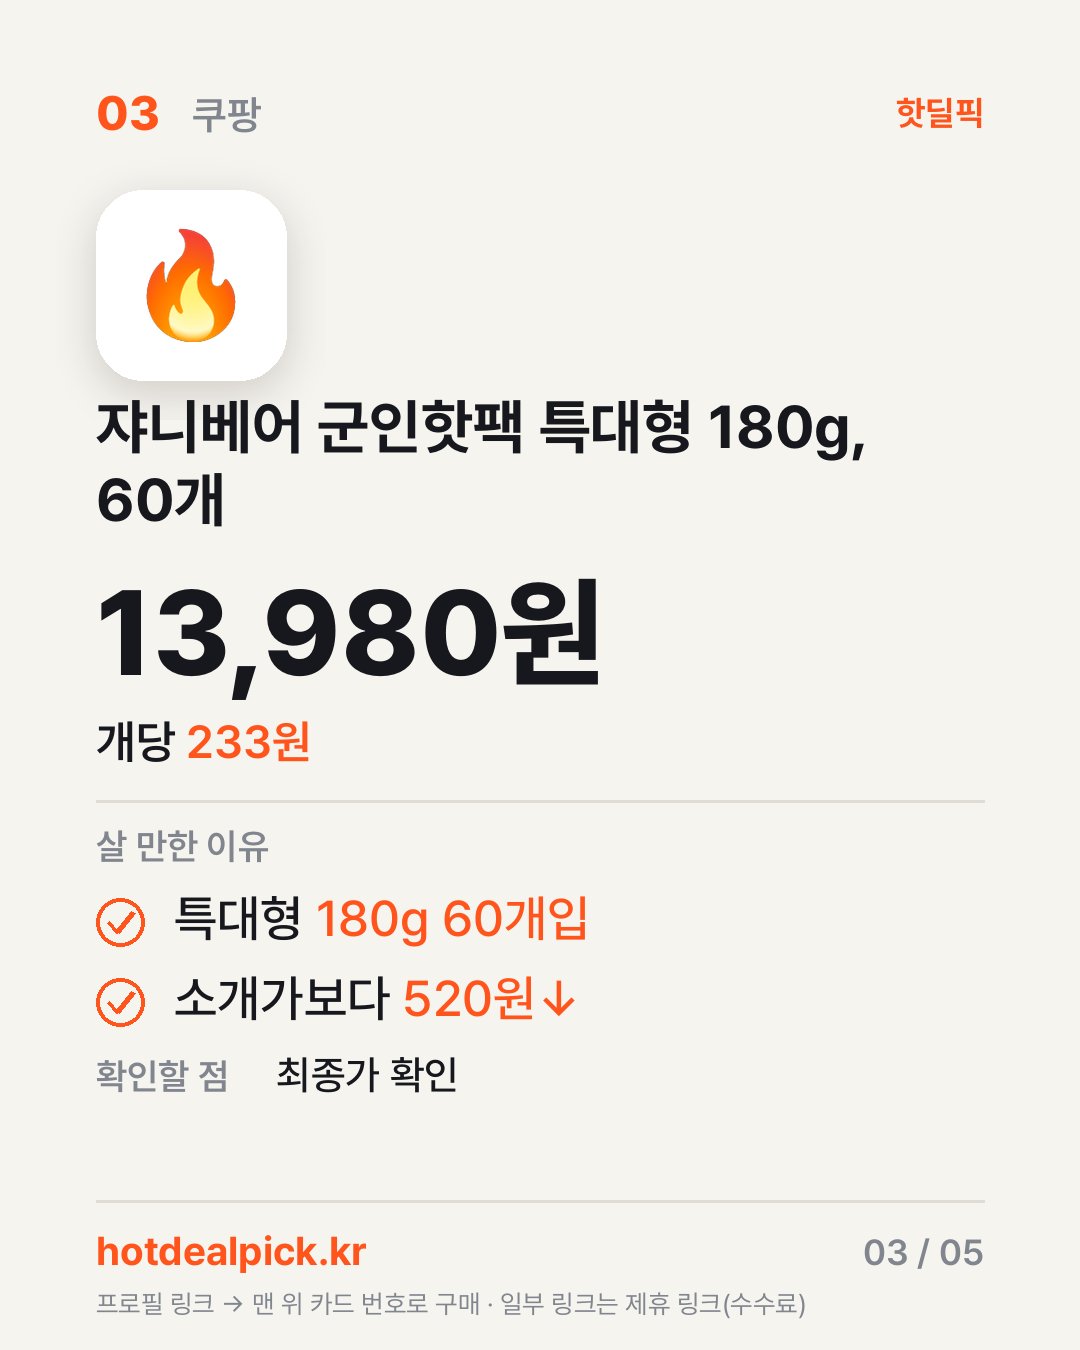 03 쿠팡
핫딜픽
쟈니베어 군인핫팩 특대형 180g,
60개
13,980원
개당 233원
살 만한 이유
특대형 180g 60개입
소개가보다 520원↓
확인할 점 최종가 확인
hotdealpick.kr
03 / 05
프로필 링크 → 맨 위 카드 번호로 구매 · 일부 링크는 제휴 링크(수수료)